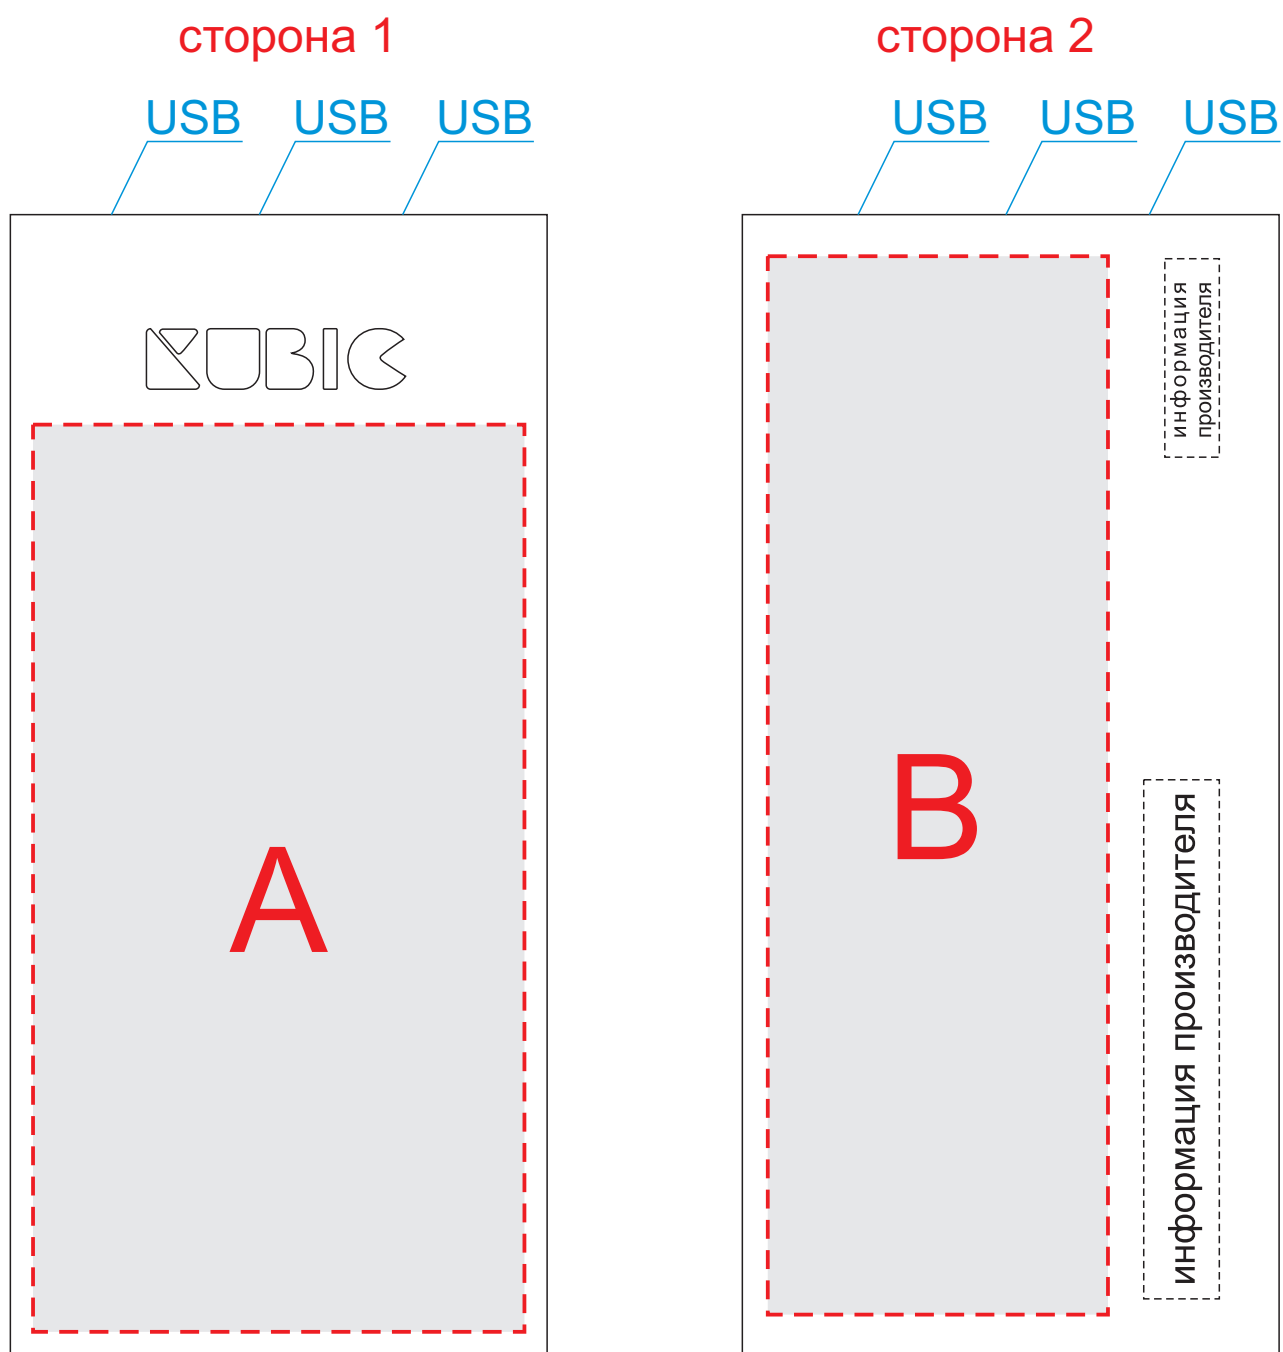 сторона 1
USB USB USB
KUBIC
A
сторона 2
USB USB USB
B
информация
производителя
информация производителя